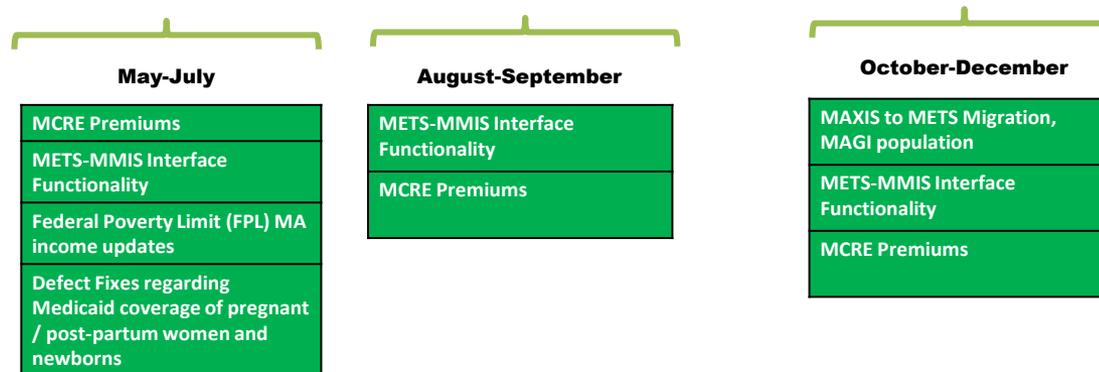 May-July
MCRE Premiums
METS-MMIS Interface
Functionality
Federal Poverty Limit (FPL) MA
income updates
Defect Fixes regarding
Medicaid coverage of pregnant
/ post-partum women and
newborns
August-September
METS-MMIS Interface
Functionality
MCRE Premiums
October-December
MAXIS to METS Migration,
MAGI population
METS-MMIS Interface
Functionality
MCRE Premiums